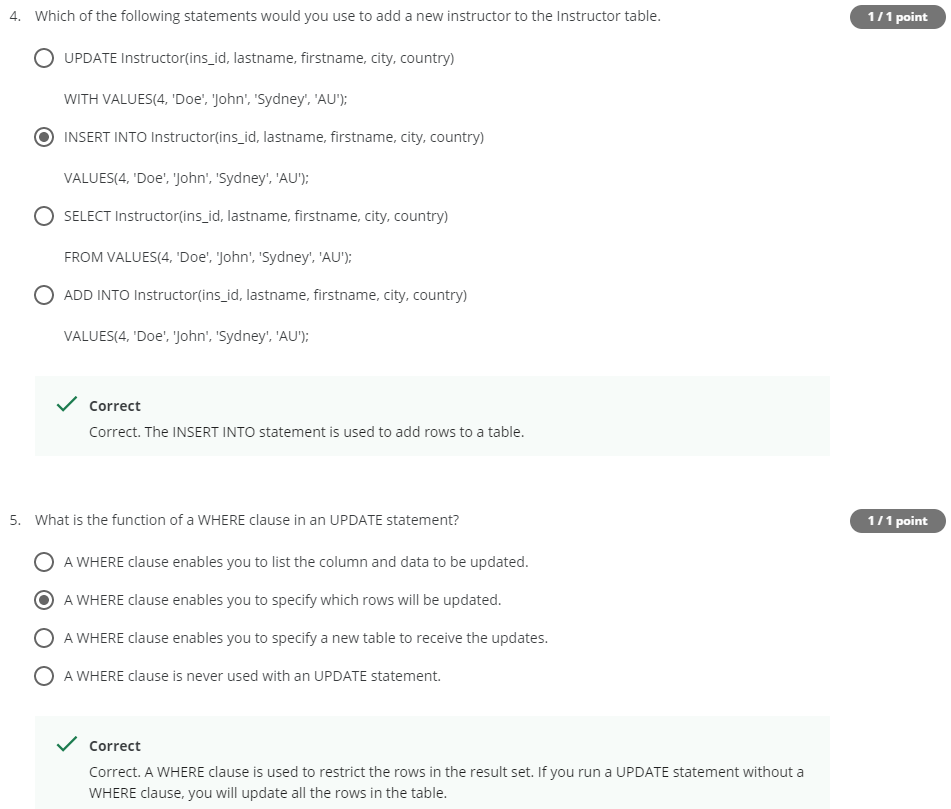 4. Which of the following statements would you use to add a new instructor to the Instructor table.
1 / 1 point
UPDATE Instructor(ins_id, lastname, firstname, city, country)
WITH VALUES(4, 'Doe', 'John', 'Sydney', 'AU');
INSERT INTO Instructor(ins_id, lastname, firstname, city, country)
VALUES(4, 'Doe', 'John', 'Sydney', 'AU');
SELECT Instructor(ins_id, lastname, firstname, city, country)
FROM VALUES(4, 'Doe', 'John', 'Sydney', 'AU');
ADD INTO Instructor(ins_id, lastname, firstname, city, country)
VALUES(4, 'Doe', 'John', 'Sydney', 'AU');
Correct
Correct. The INSERT INTO statement is used to add rows to a table.
5. What is the function of a WHERE clause in an UPDATE statement?
1 / 1 point
A WHERE clause enables you to list the column and data to be updated.
A WHERE clause enables you to specify which rows will be updated.
A WHERE clause enables you to specify a new table to receive the updates.
A WHERE clause is never used with an UPDATE statement.
Correct
Correct. A WHERE clause is used to restrict the rows in the result set. If you run a UPDATE statement without a
WHERE clause, you will update all the rows in the table.